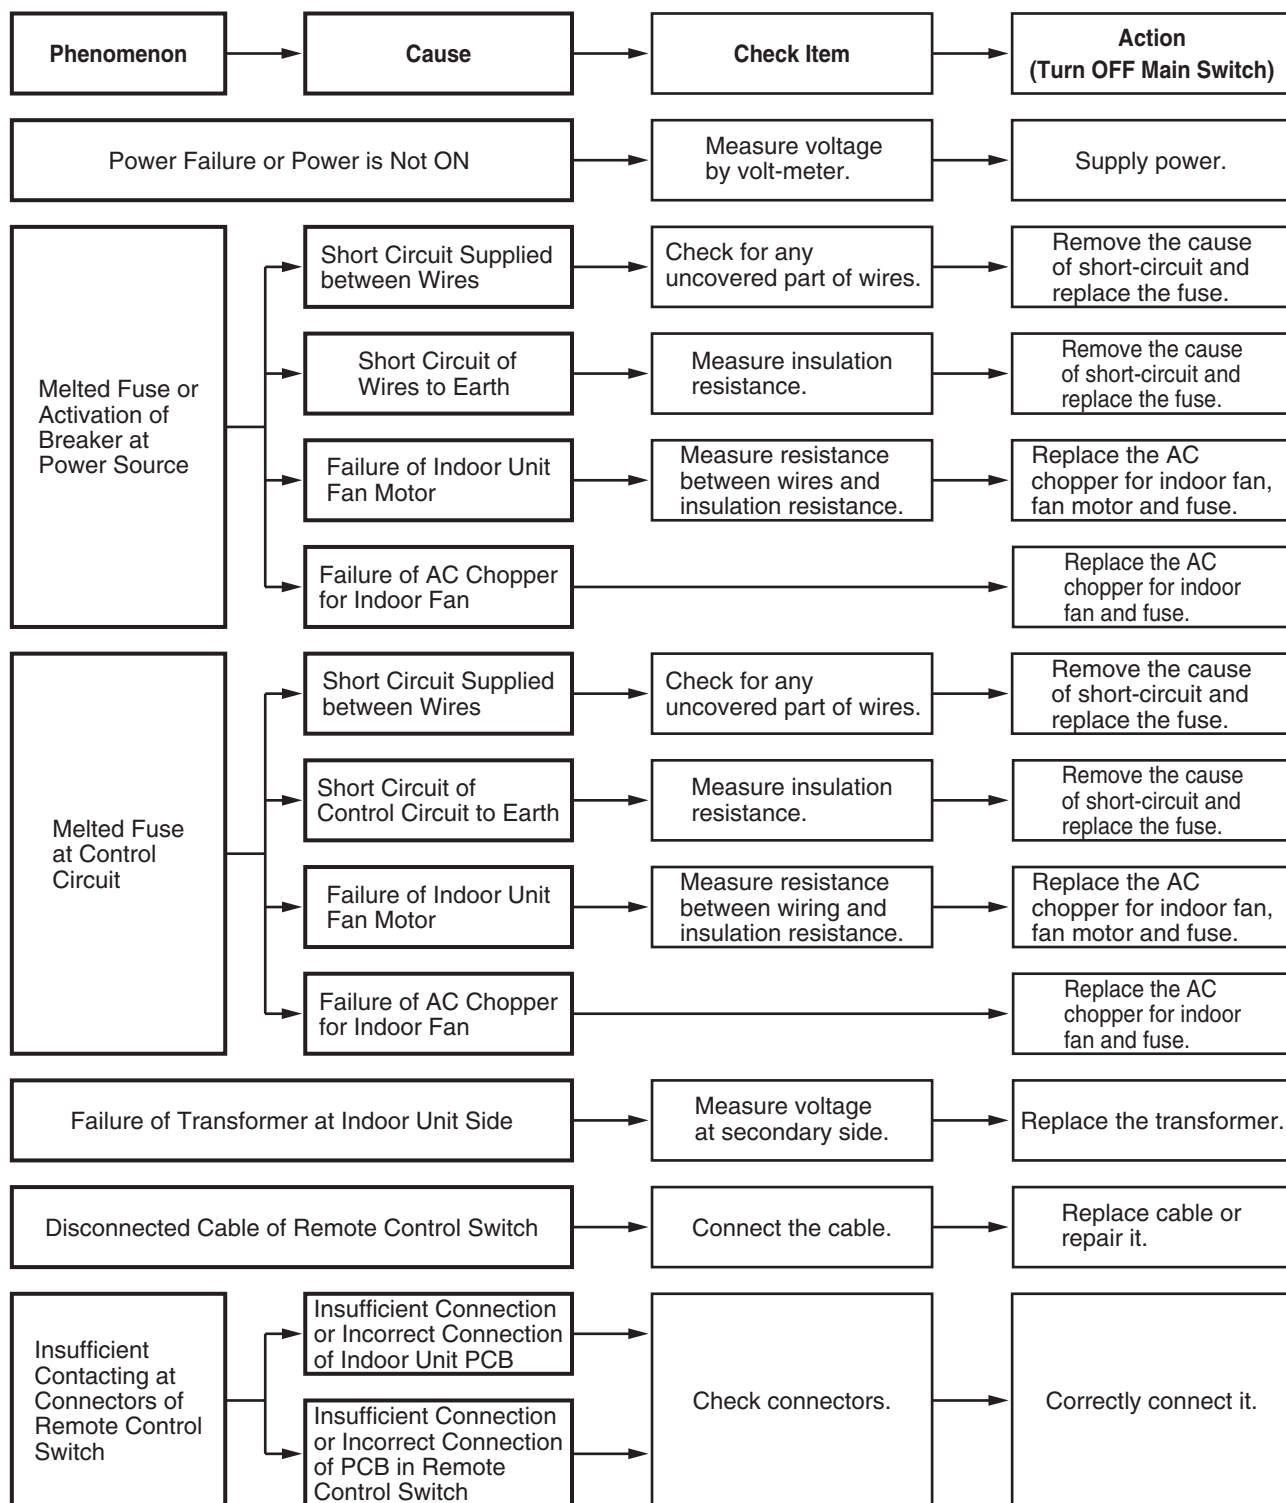 Phenomenon
Cause
Check Item
Action
(Turn OFF Main Switch)
Power Failure or Power is Not ON
Measure voltage
by volt-meter.
Supply power.
Melted Fuse or
Activation of
Breaker at
Power Source
Short Circuit Supplied
between Wires
Check for any
uncovered part of wires.
Remove the cause
of short-circuit and
replace the fuse.
Short Circuit of
Wires to Earth
Measure insulation
resistance.
Remove the cause
of short-circuit and
replace the fuse.
Failure of Indoor Unit
Fan Motor
Measure resistance
between wires and
insulation resistance.
Replace the AC
chopper for indoor fan,
fan motor and fuse.
Failure of AC Chopper
for Indoor Fan
Replace the AC
chopper for indoor
fan and fuse.
Melted Fuse
at Control
Circuit
Short Circuit Supplied
between Wires
Check for any
uncovered part of wires.
Remove the cause
of short-circuit and
replace the fuse.
Short Circuit of
Control Circuit to Earth
Measure insulation
resistance.
Remove the cause
of short-circuit and
replace the fuse.
Failure of Indoor Unit
Fan Motor
Measure resistance
between wiring and
insulation resistance.
Replace the AC
chopper for indoor fan,
fan motor and fuse.
Failure of AC Chopper
for Indoor Fan
Replace the AC
chopper for indoor
fan and fuse.
Failure of Transformer at Indoor Unit Side
Measure voltage
at secondary side.
Replace the transformer.
Disconnected Cable of Remote Control Switch
Connect the cable.
Replace cable or
repair it.
Insufficient
Contacting at
Connectors of
Remote Control
Switch
Insufficient Connection
or Incorrect Connection
of Indoor Unit PCB
Insufficient Connection
or Incorrect Connection
of PCB in Remote
Control Switch
Check connectors.
Correctly connect it.